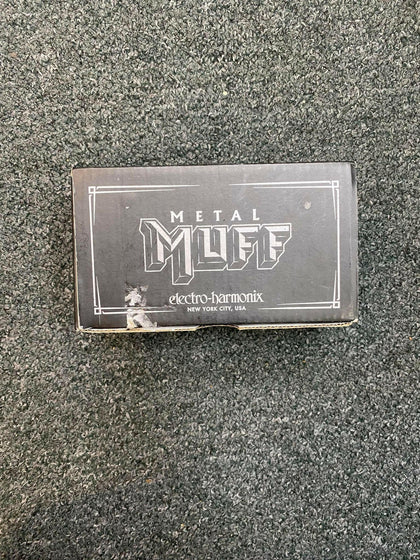 METAL
MUFF
electro-harmonix
NEW YORK CITY, USA